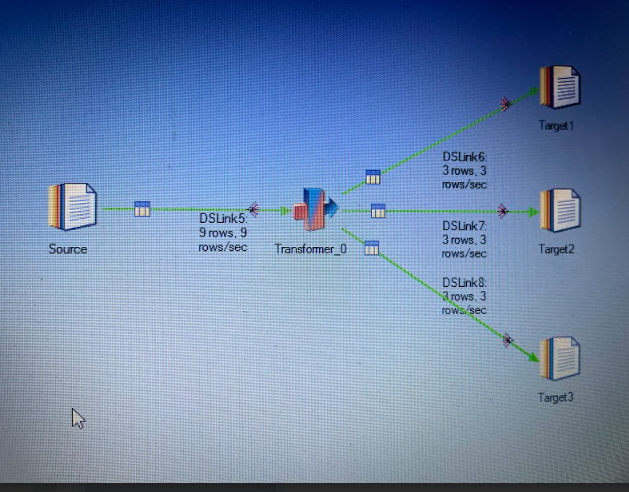 Target1
DSLink6:
3 rows, 3
rows/sec
DSLink5:
9 rows, 9
rows/sec
Source
Transformer_0
DSLink7:
3 rows, 3
rows/sec
Target2
DSLink8:
3 rows, 3
rows/sec
Target3